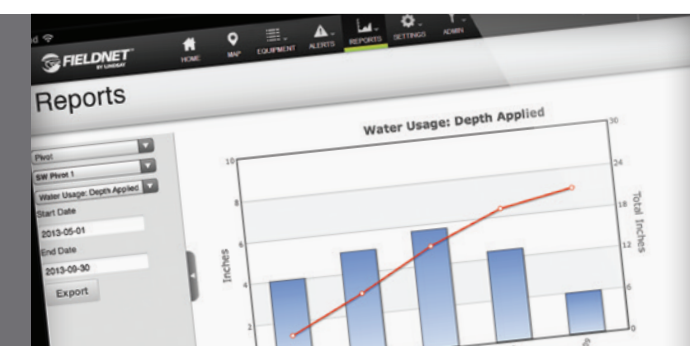 FIELDNET
BY LINDSAY
HOME
MAP
EQUIPMENT
ALERTS
REPORTS
SETTINGS
ADMIN
Reports
Pivot
SW Pivot 1
Water Usage: Depth Applied
Start Date
2013-05-01
End Date
2013-09-30
Export
Water Usage: Depth Applied
10
8
6
4
2
Inches
30
24
18
12
6
0
Total Inches